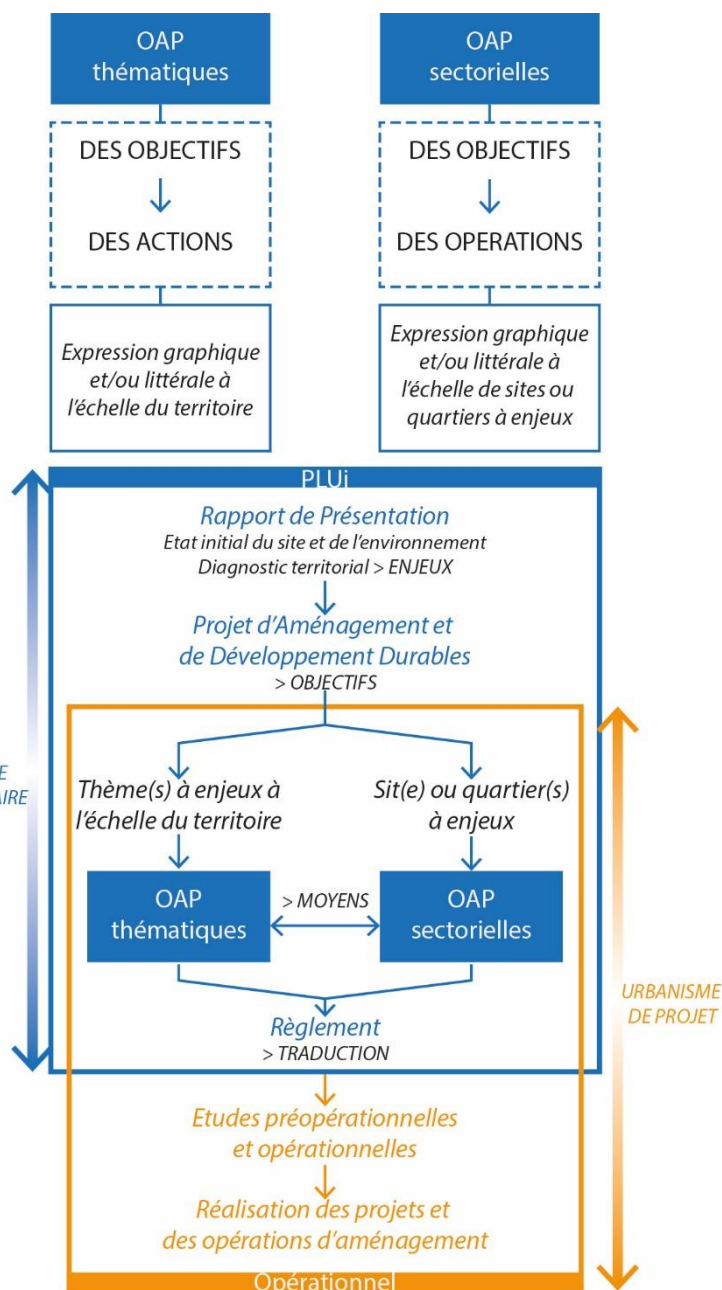 OAP
thématiques
DES OBJECTIFS
DES ACTIONS
Expression graphique
et/ou littérale à
l'échelle du territoire
OAP
sectorielles
DES OBJECTIFS
DES OPERATIONS
Expression graphique
et/ou littérale à
l'échelle de sites ou
quartiers à enjeux
PLUi
Rapport de Présentation
Etat initial du site et de l'environnement
Diagnostic territorial > ENJEUX
Projet d'Aménagement et
de Développement Durables
> OBJECTIFS
Thème(s) à enjeux à
l'échelle du territoire
Sit(e) ou quartier(s)
à enjeux
OAP
thématiques
> MOYENS
OAP
sectorielles
Règlement
> TRADUCTION
URBANISME
DE PROJET
Etudes préopérationnelles
et opérationnelles
Réalisation des projets et
des opérations d'aménagement
Opérationnel